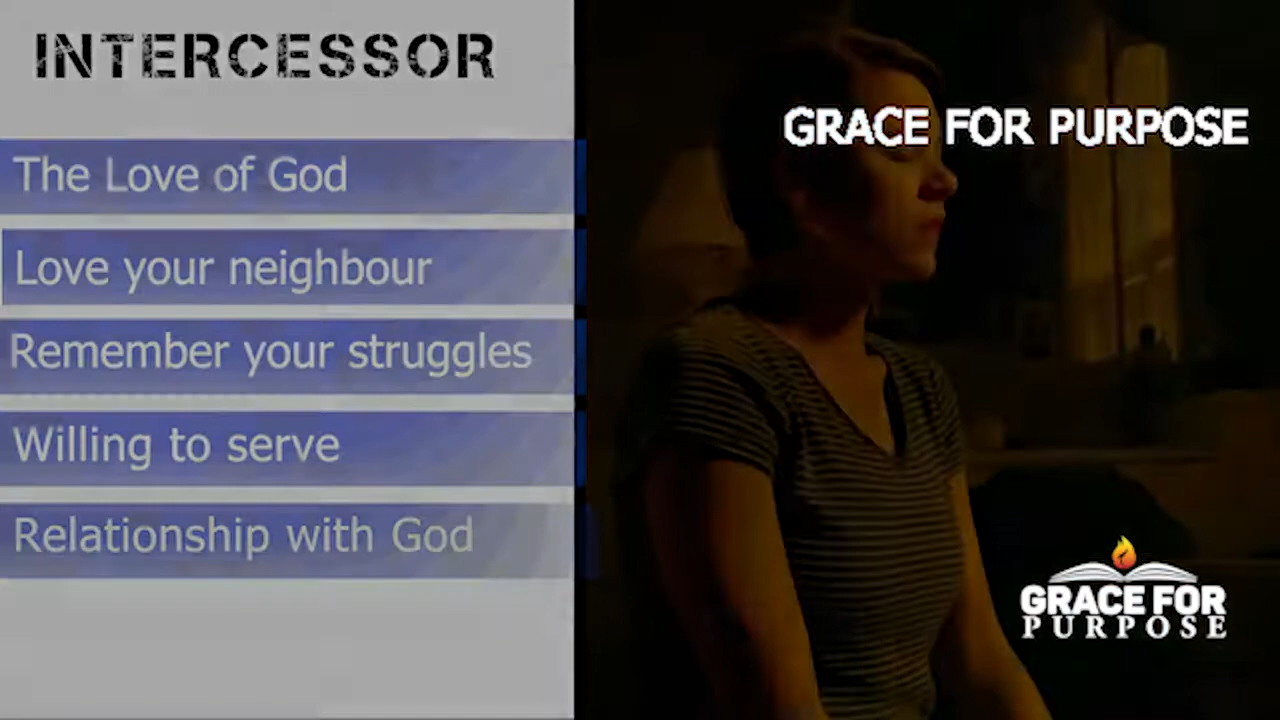 INTERCESSOR
The Love of God
Love your neighbour
Remember your struggles
Willing to serve
Relationship with God
GRACE FOR PURPOSE
GRACE FOR
PURPOSE